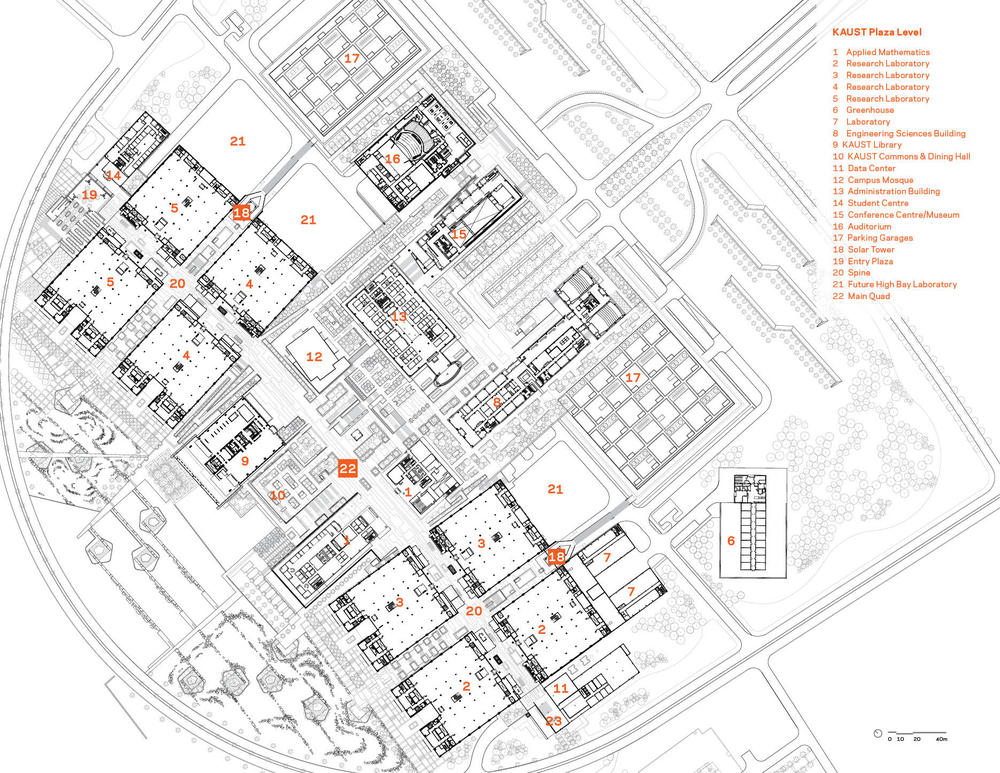 KAUST Plaza Level
1 Applied Mathematics
2 Research Laboratory
3 Research Laboratory
4 Research Laboratory
5 Research Laboratory
6 Greenhouse
7 Laboratory
8 Engineering Sciences Building
9 KAUST Library
10 KAUST Commons & Dining Hall
11 Data Center
12 Campus Mosque
13 Administration Building
14 Student Centre
15 Conference Centre/Museum
16 Auditorium
17 Parking Garages
18 Solar Tower
19 Entry Plaza
20 Spine
21 Future High Bay Laboratory
22 Main Quad
17
21
16
14
19
5
18
21
15
5
20
4
13
12
4
17
8
9
22
10
1
21
1
3
18
7
6
3
20
7
2
2
11
23
0 10 20 40m